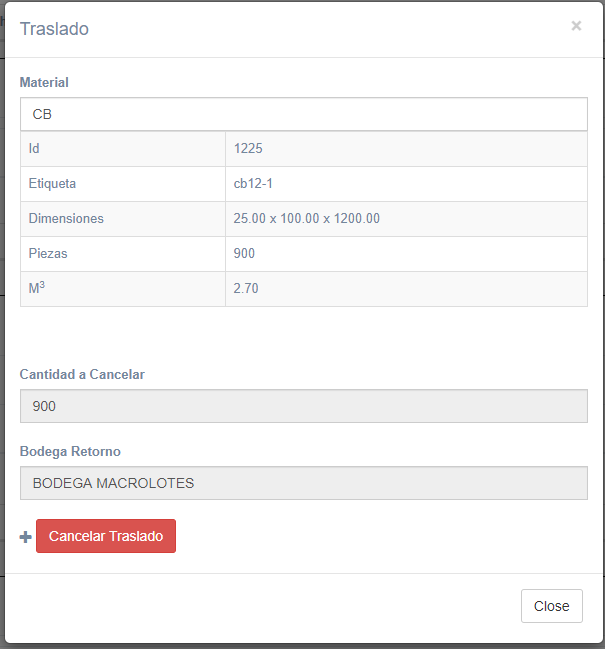 Traslado ×
Material
CB
Id 1225
Etiqueta cb12-1
Dimensiones 25.00 x 100.00 x 1200.00
Piezas 900
M³ 2.70
Cantidad a Cancelar
900
Bodega Retorno
BODEGA MACROLOTES
Cancelar Traslado
Close